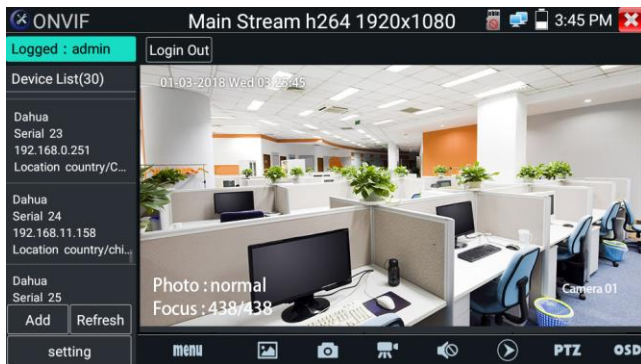 ONVIF
Main Stream h264 1920x1080
3:45 PM
Logged : admin
Login Out
Device List(30)
01-03-2018 Wed 03:25:45
Dahua
Serial 23
192.168.0.251
Location country/C...
Dahua
Serial 24
192.168.11.158
Location country/chi..
Dahua
Serial 25
Photo : normal
Focus : 438/438
Camera 01
Add
Refresh
setting
menu
PTZ
OSD